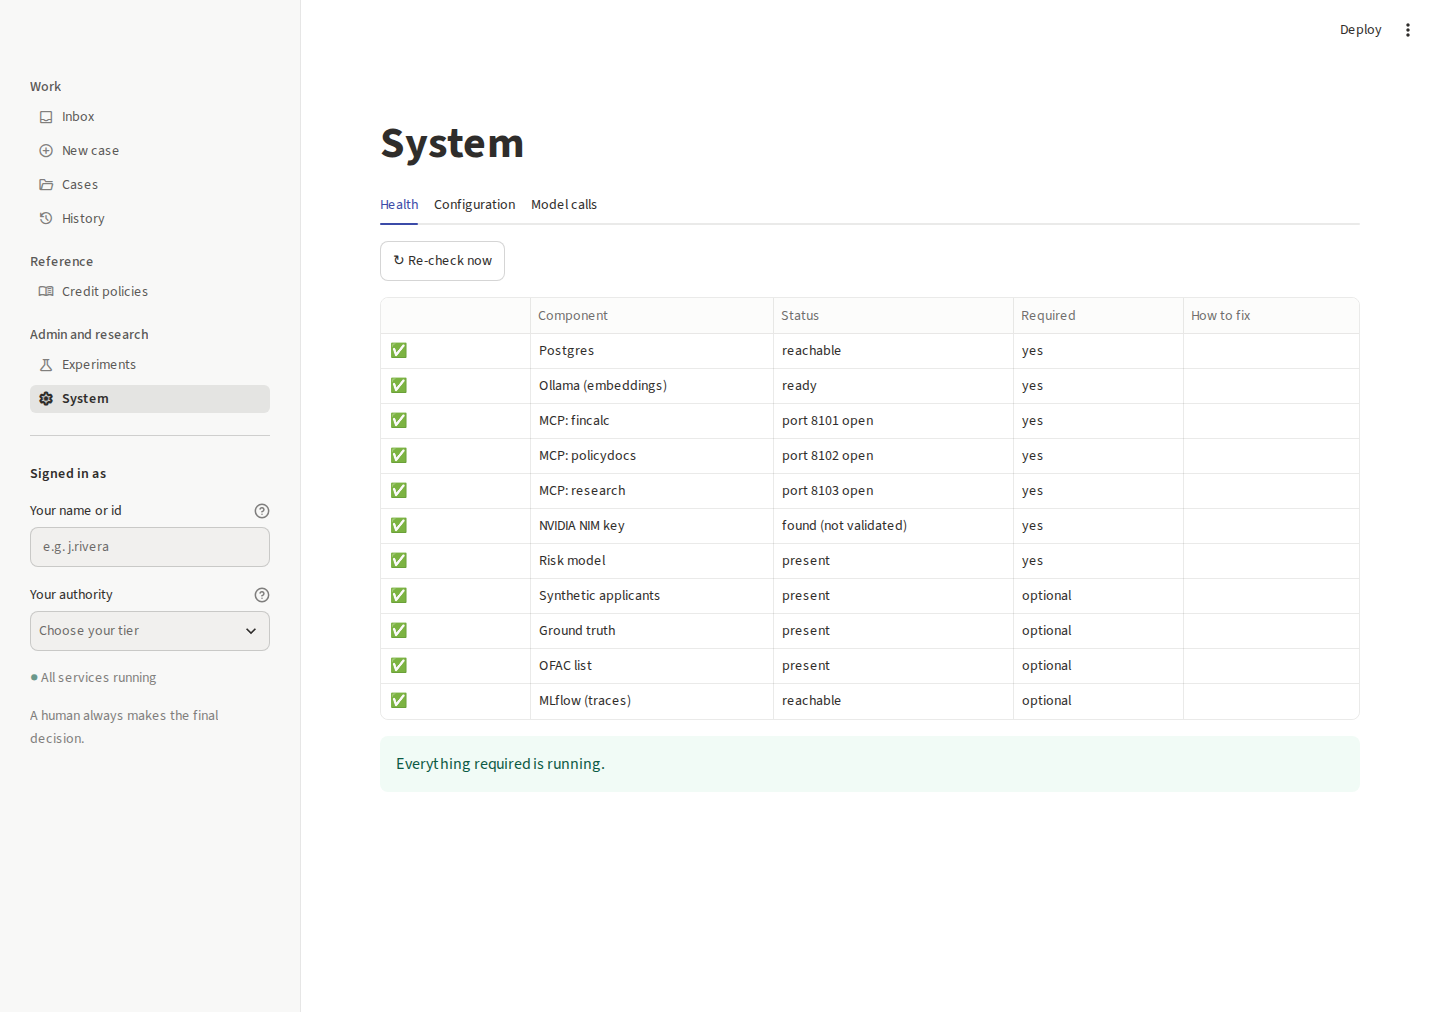 Deploy
Work
Inbox
New case
Cases
History
Reference
Credit policies
Admin and research
Experiments
System
Signed in as
Your name or id
e.g. j.rivera
Your authority
Choose your tier
All services running
A human always makes the final
decision.
System
Health Configuration Model calls
↻ Re-check now
Component Status Required How to fix
✅ Postgres reachable yes
✅ Ollama (embeddings) ready yes
✅ MCP: fincalc port 8101 open yes
✅ MCP: policydocs port 8102 open yes
✅ MCP: research port 8103 open yes
✅ NVIDIA NIM key found (not validated) yes
✅ Risk model present yes
✅ Synthetic applicants present optional
✅ Ground truth present optional
✅ OFAC list present optional
✅ MLflow (traces) reachable optional
Everything required is running.